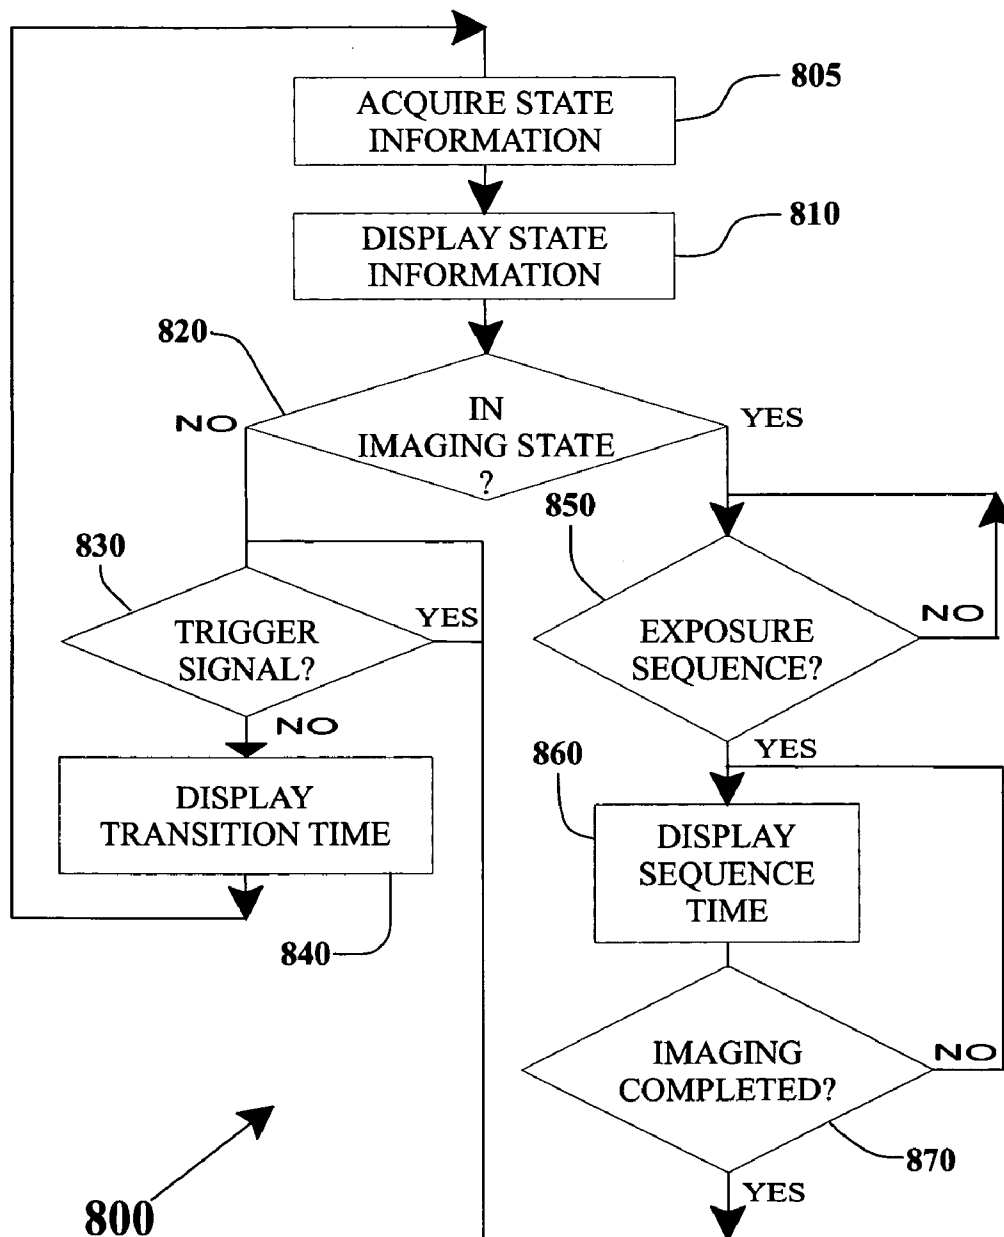 805
ACQUIRE STATE
INFORMATION
810
DISPLAY STATE
INFORMATION
820
NO
IN
IMAGING STATE
?
YES
850
830
TRIGGER
SIGNAL?
YES
NO
EXPOSURE
SEQUENCE?
NO
YES
860
DISPLAY
TRANSITION TIME
840
DISPLAY
SEQUENCE
TIME
IMAGING
COMPLETED?
NO
870
YES
800